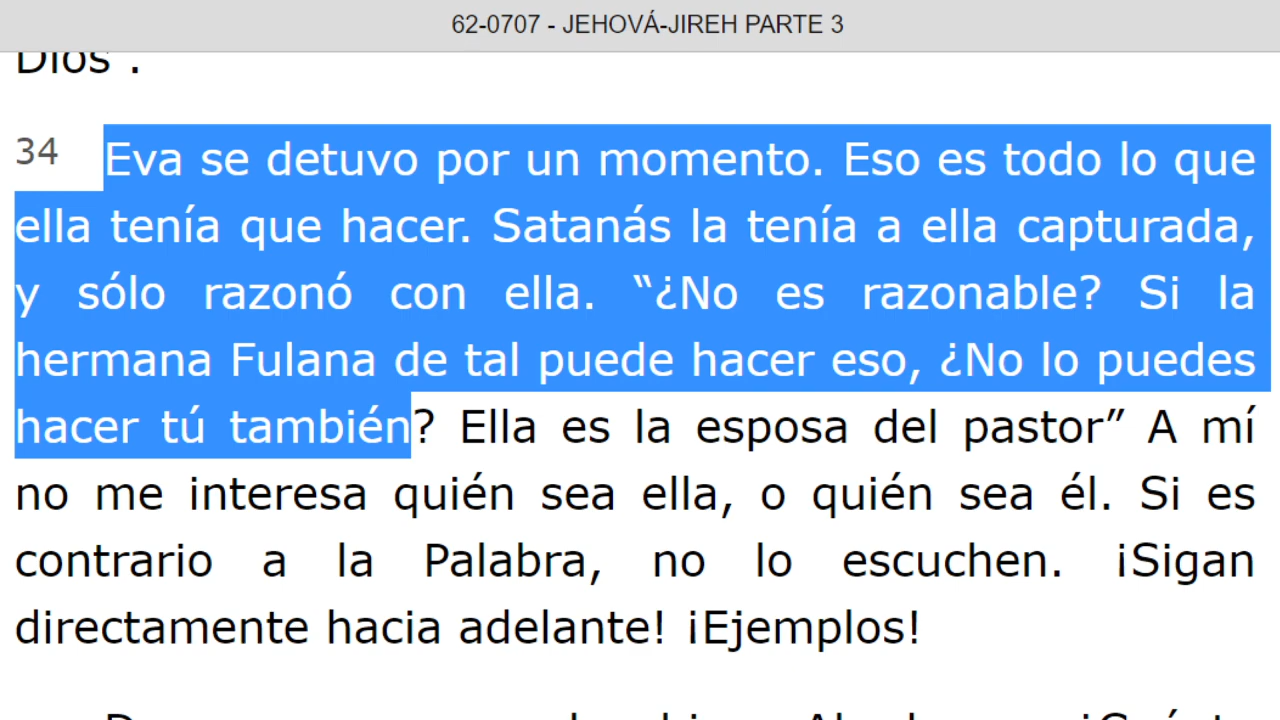 62-0707 - JEHOVÁ-JIREH PARTE 3
Dios".
34 Eva se detuvo por un momento. Eso es todo lo que
ella tenía que hacer. Satanás la tenía a ella capturada,
y sólo razonó con ella. “¿No es razonable? Si la
hermana Fulana de tal puede hacer eso, ¿No lo puedes
hacer tú también? Ella es la esposa del pastor” A mí
no me interesa quién sea ella, o quién sea él. Si es
contrario a la Palabra, no lo escuchen. ¡Sigan
directamente hacia adelante! ¡Ejemplos!